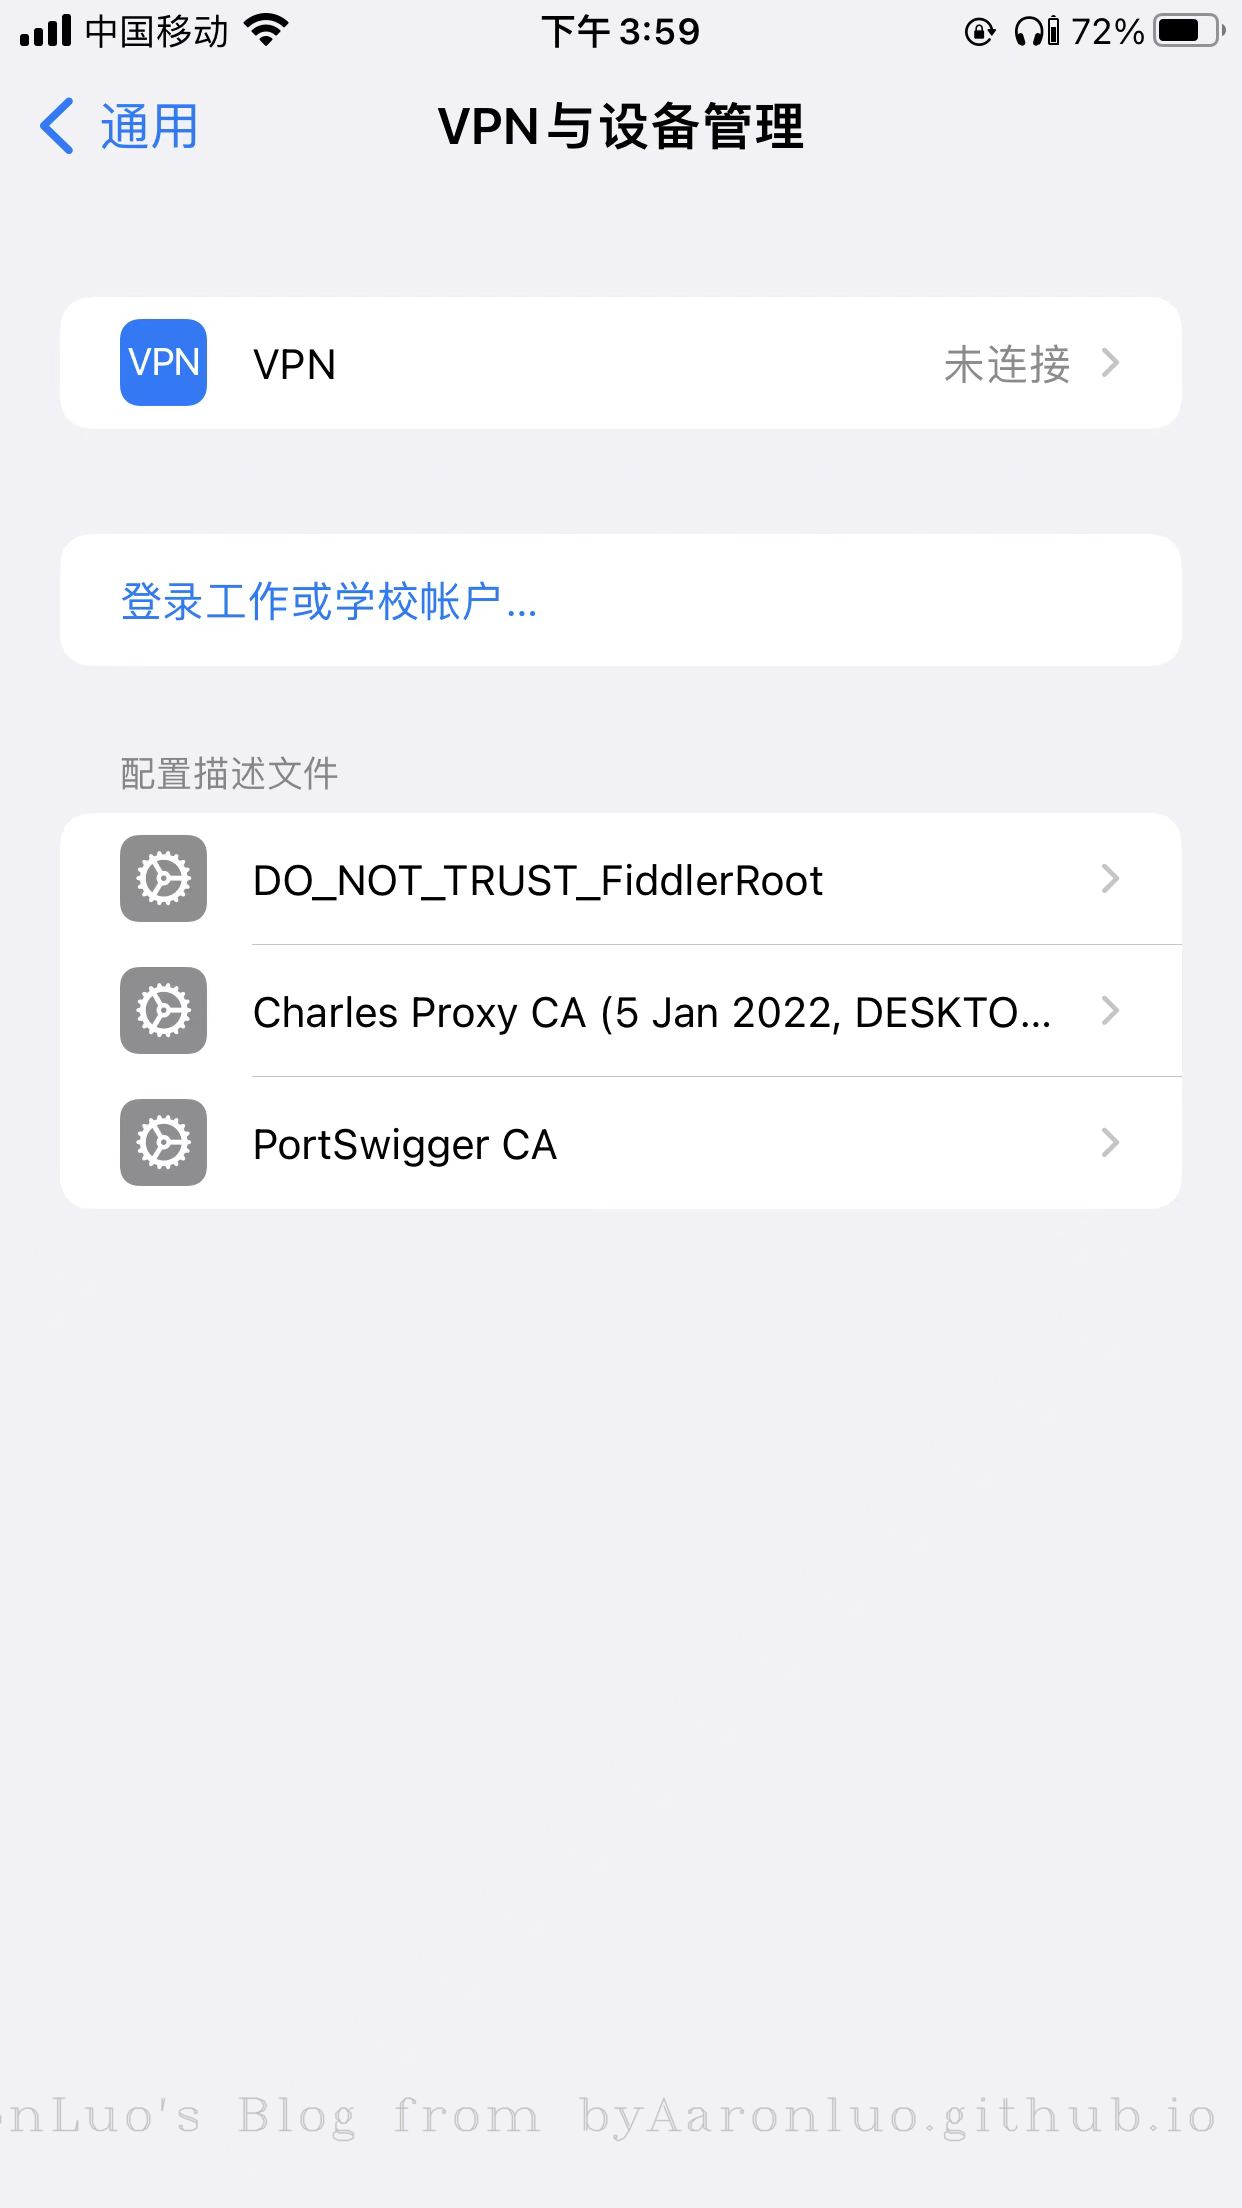 中国移动 下午 3:59 72%
通用 VPN与设备管理
VPN VPN 未连接
登录工作或学校帐户...
配置描述文件
DO_NOT_TRUST_FiddlerRoot
Charles Proxy CA (5 Jan 2022, DESKTO...
PortSwigger CA
nLuo's Blog from byAaronluo.github.io